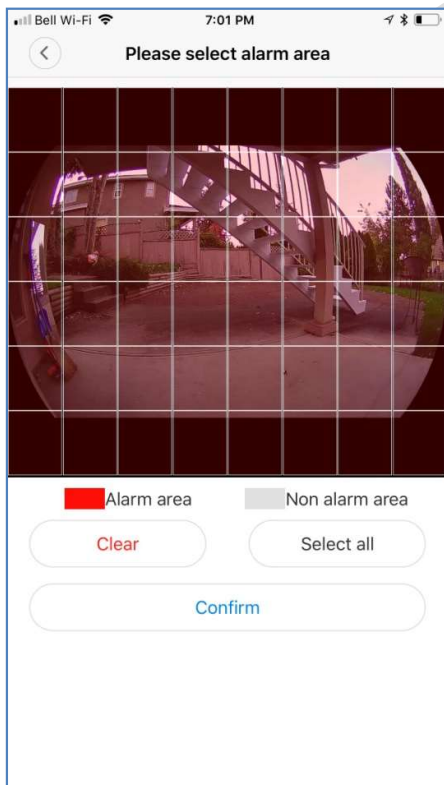 Bell Wi-Fi 7:01 PM
Please select alarm area
Alarm area Non alarm area
Clear Select all
Confirm